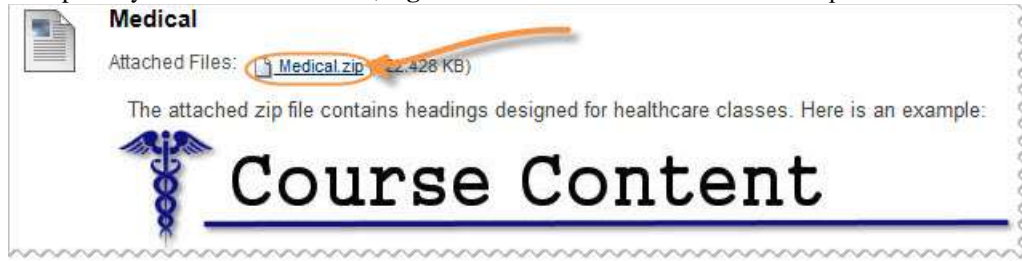 Medical
Attached Files: Medical.zip 22.428 KB)
The attached zip file contains headings designed for healthcare classes. Here is an example:
Course Content